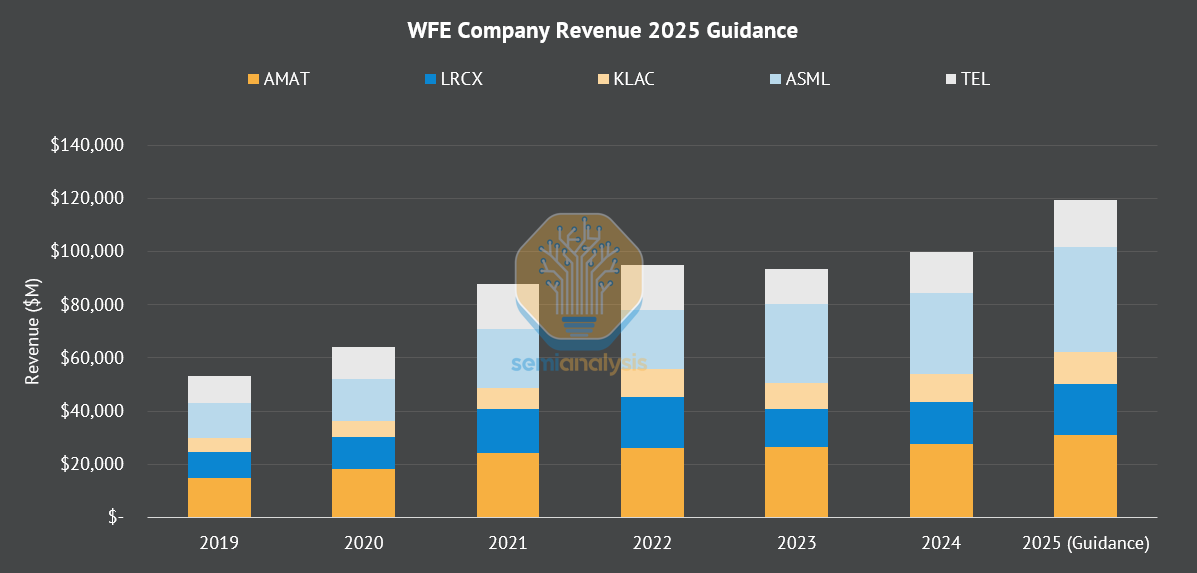 WFE Company Revenue 2025 Guidance
AMAT LRCX KLAC ASML TEL
$140,000
$120,000
$100,000
$80,000
$60,000
$40,000
$20,000
$-
Revenue ($M)
semianalysis
2019 2020 2021 2022 2023 2024 2025 (Guidance)